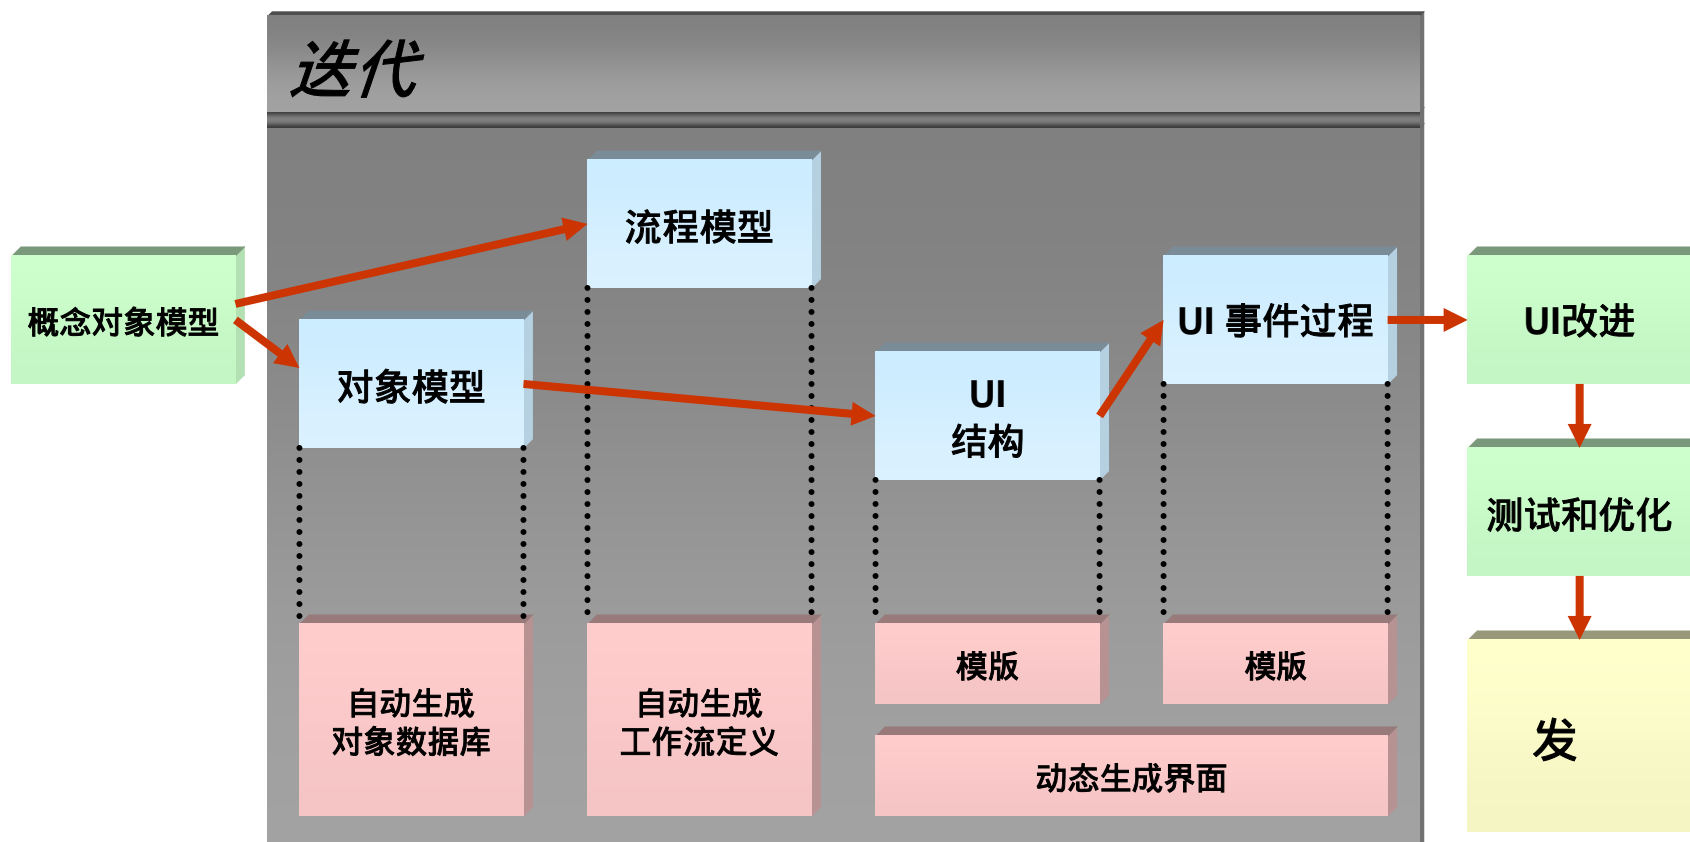 迭代
概念对象模型
流程模型
对象模型
UI
结构
UI 事件过程
UI改进
测试和优化
发
自动生成
对象数据库
自动生成
工作流定义
模版
模版
动态生成界面